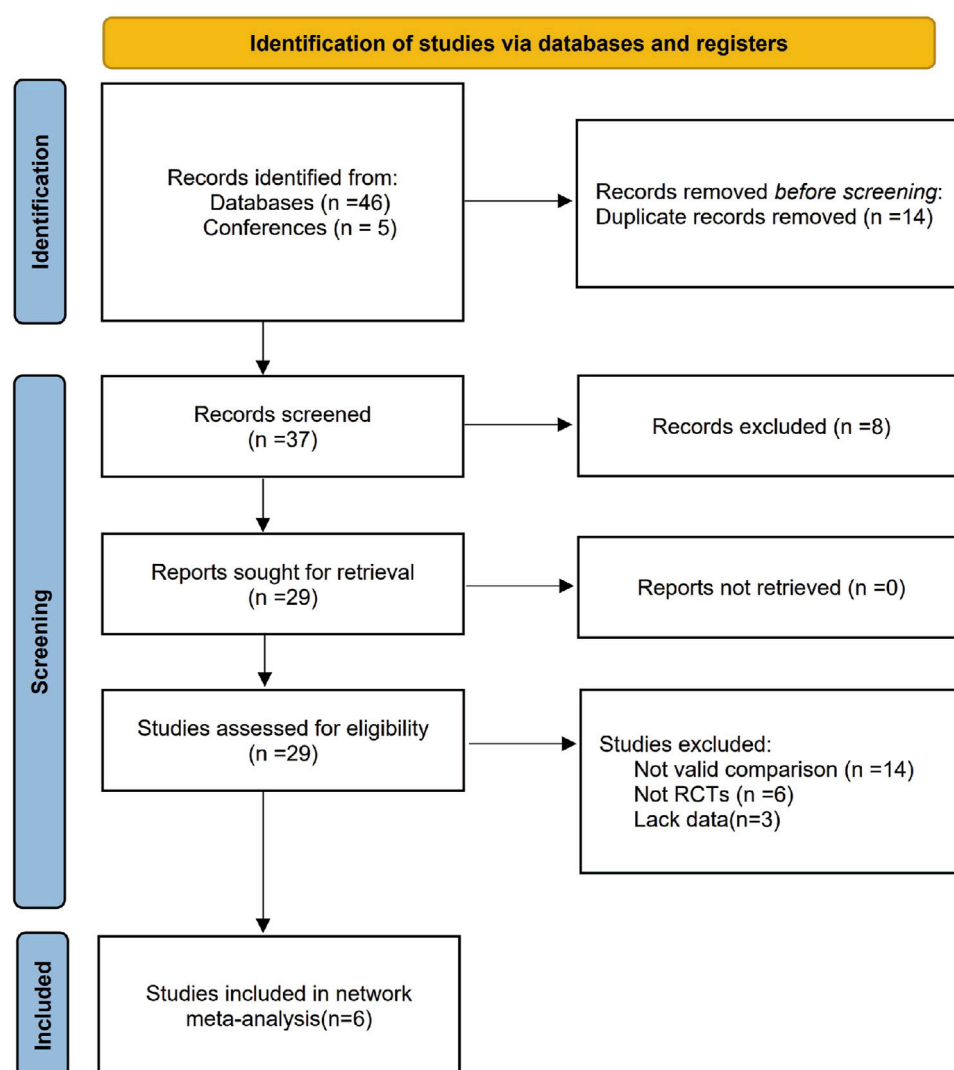 Identification of studies via databases and registers
Identification
Records identified from:
Databases (n =46)
Conferences (n = 5)
Records removed before screening:
Duplicate records removed (n =14)
Screening
Records screened
(n =37)
Records excluded (n =8)
Reports sought for retrieval
(n =29)
Reports not retrieved (n =0)
Studies assessed for eligibility
(n =29)
Studies excluded:
Not valid comparison (n =14)
Not RCTs (n =6)
Lack data(n=3)
Included
Studies included in network
meta-analysis(n=6)